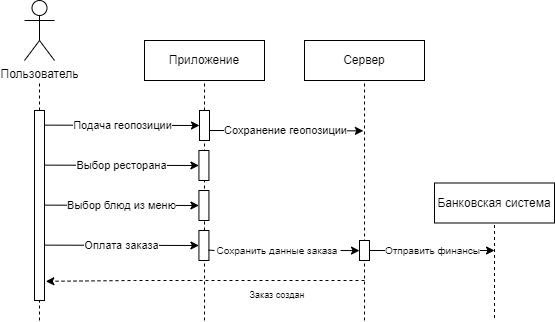 Пользователь
Приложение
Сервер
Подача геопозиции
Сохранение геопозиции
Выбор ресторана
Выбор блюд из меню
Банковская система
Оплата заказа
Сохранить данные заказа
Отправить финансы
Заказ создан